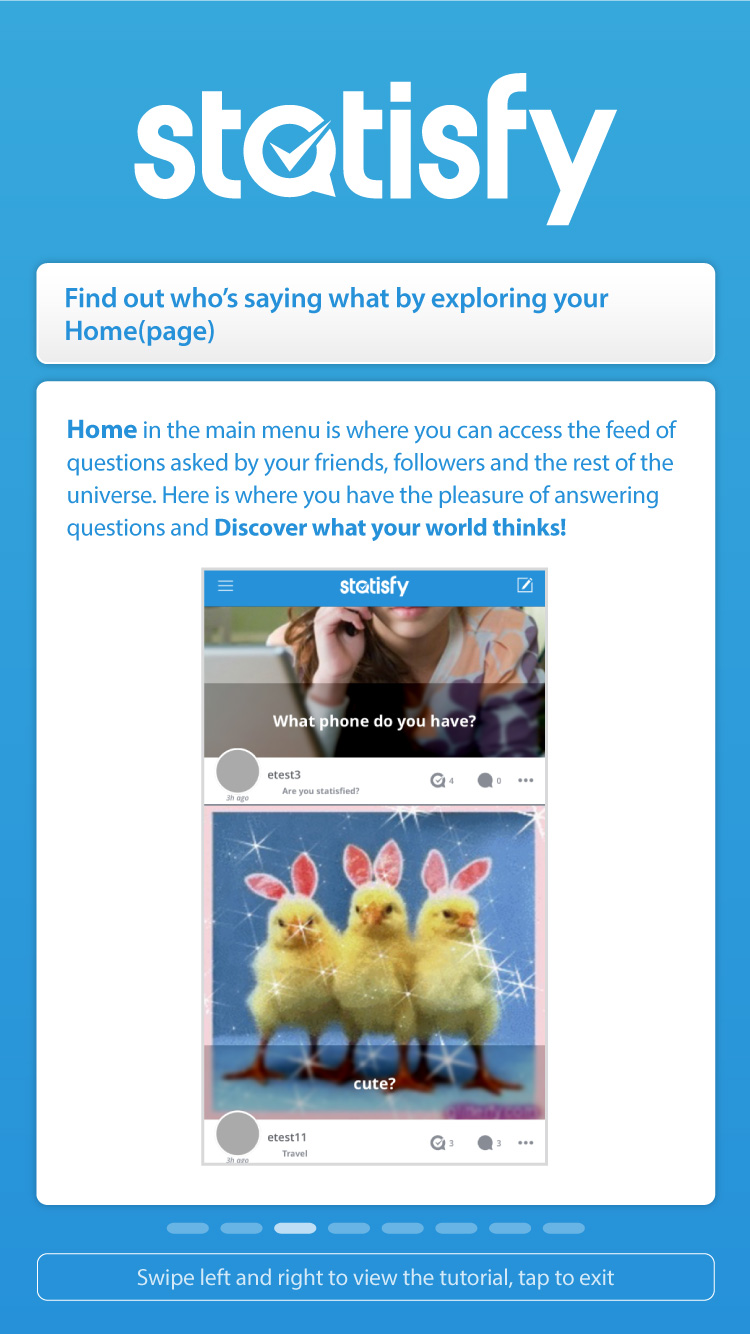 statisfy
Find out who’s saying what by exploring your
Home(page)
Home in the main menu is where you can access the feed of
questions asked by your friends, followers and the rest of the
universe. Here is where you have the pleasure of answering
questions and Discover what your world thinks!
statisfy
What phone do you have?
etest3
4
0
Are you statisfied?
3h ago
cute?
etest11
3
3
Travel
3h ago
Swipe left and right to view the tutorial, tap to exit